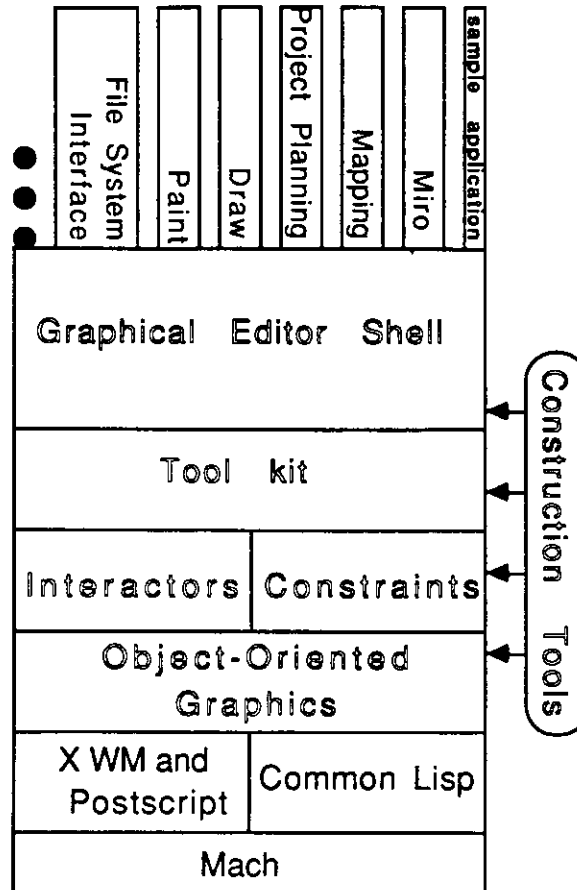 File System
Interface
Paint
Draw
Project Planning
Mapping
Miro
sample application
Graphical Editor Shell
Tool kit
Interactors
Constraints
Object-Oriented
Graphics
X WM and
Postscript
Common Lisp
Mach
Construction Tools